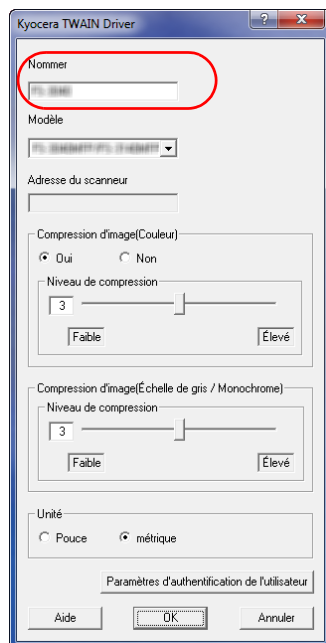 Kyocera TWAIN Driver
Nommer
Modèle
Adresse du scanneur
Compression d'image(Couleur)
Oui Non
Niveau de compression
3
Faible Élevé
Compression d'image(Échelle de gris / Monochrome)
Niveau de compression
3
Faible Élevé
Unité
Pouce métrique
Paramètres d'authentification de l'utilisateur
Aide OK Annuler